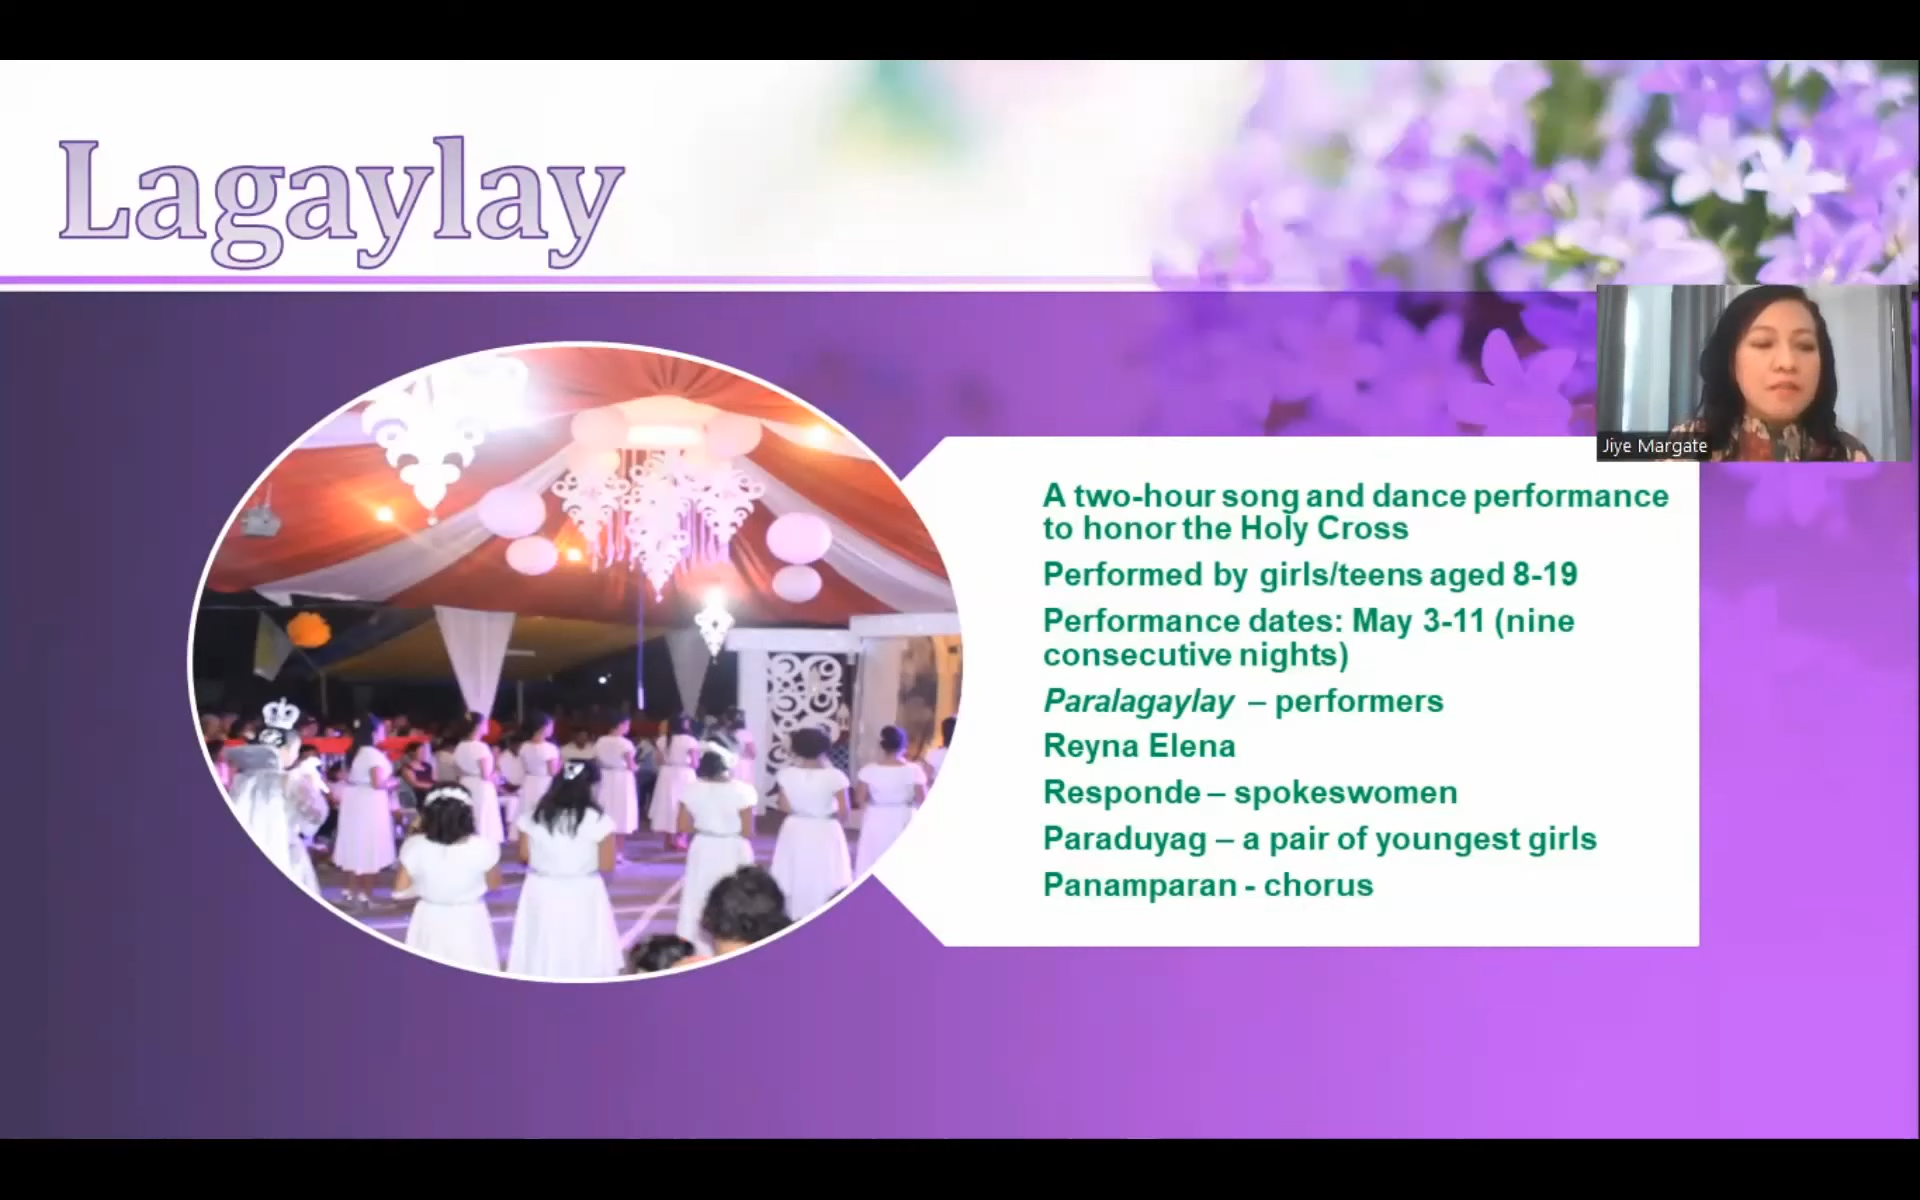 Lagaylay
Jiye Margate
A two-hour song and dance performance
to honor the Holy Cross
Performed by girls/teens aged 8-19
Performance dates: May 3-11 (nine
consecutive nights)
Paralagaylay – performers
Reyna Elena
Responde – spokeswomen
Paraduyag – a pair of youngest girls
Panamparan - chorus